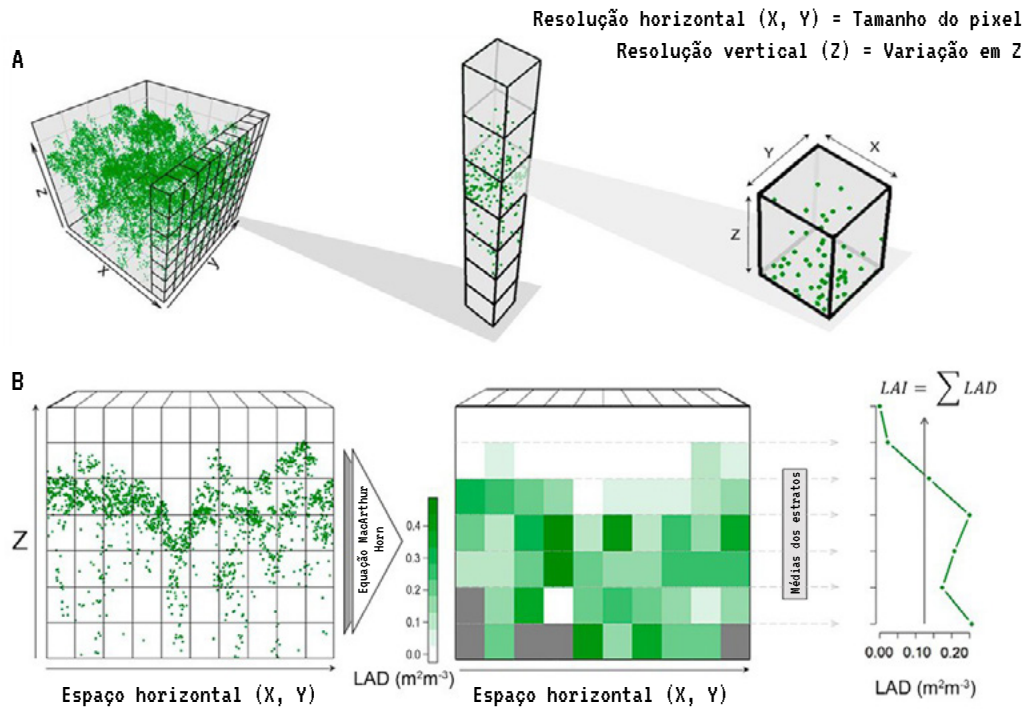 Resolução horizontal (X, Y) = Tamanho do pixel
Resolução vertical (Z) = Variação em Z
A
Z
X
Y
Y
X
Z
B
LAI = ∑ LAD
Z
Equação MacArthur
Horn
0.4
0.3
0.2
0.1
0.0
Médias dos estratos
0.00 0.10 0.20
LAD (m²m⁻³)
LAD (m²m⁻³)
Espaço horizontal (X, Y)
Espaço horizontal (X, Y)